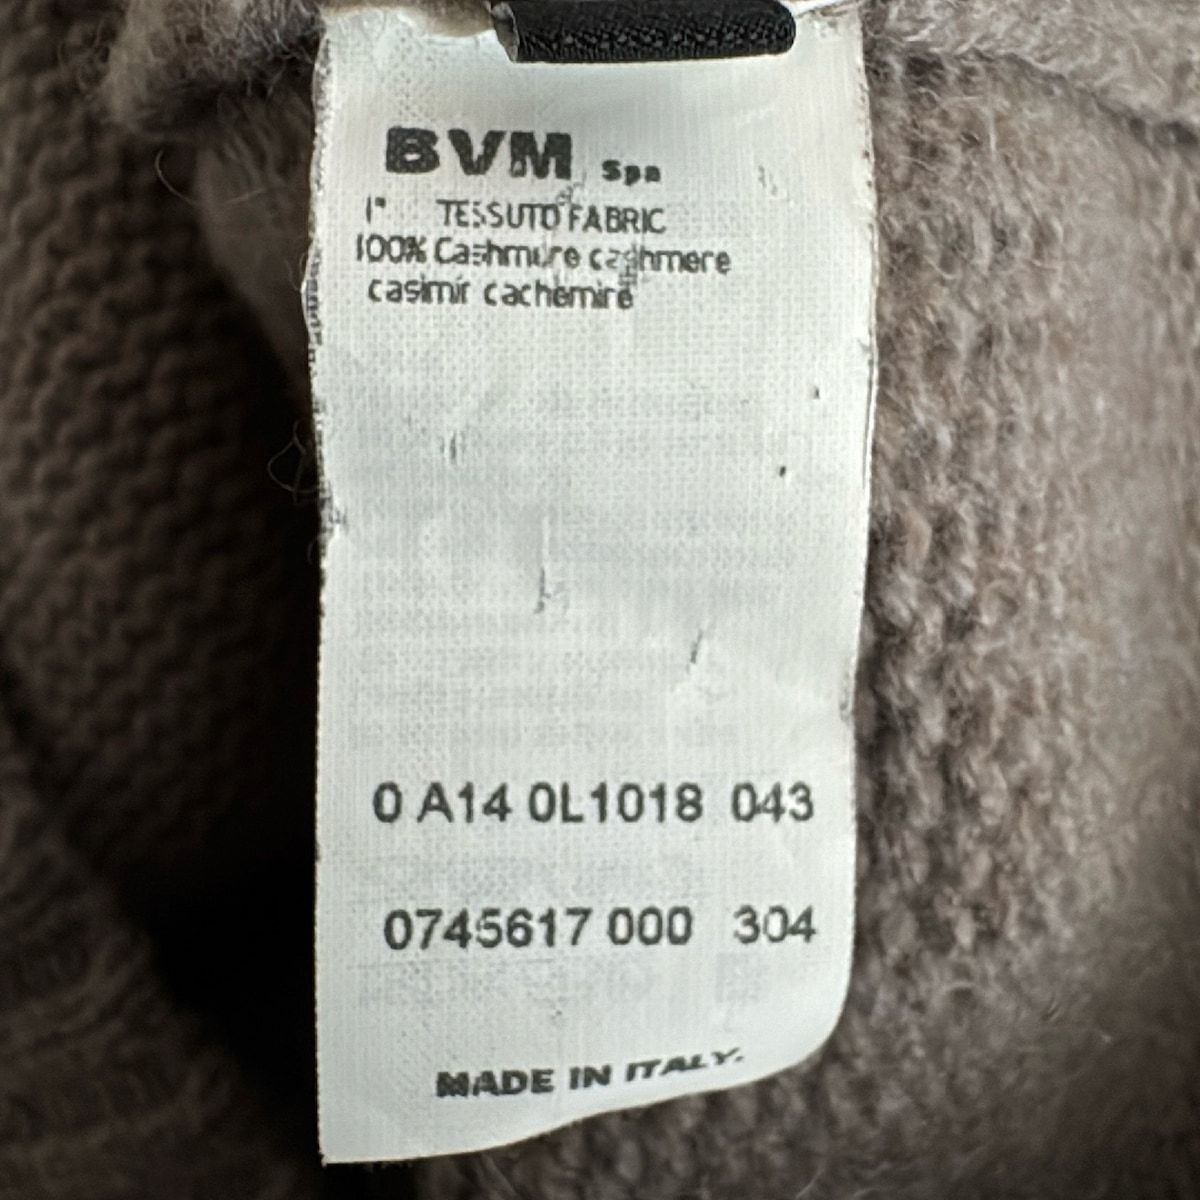 BVM Spa
1° TESSUTO FABRIC
100% Cashmere cashmere
casimir cachemire
0 A14 0L1018 043
0745617 000 304
MADE IN ITALY.